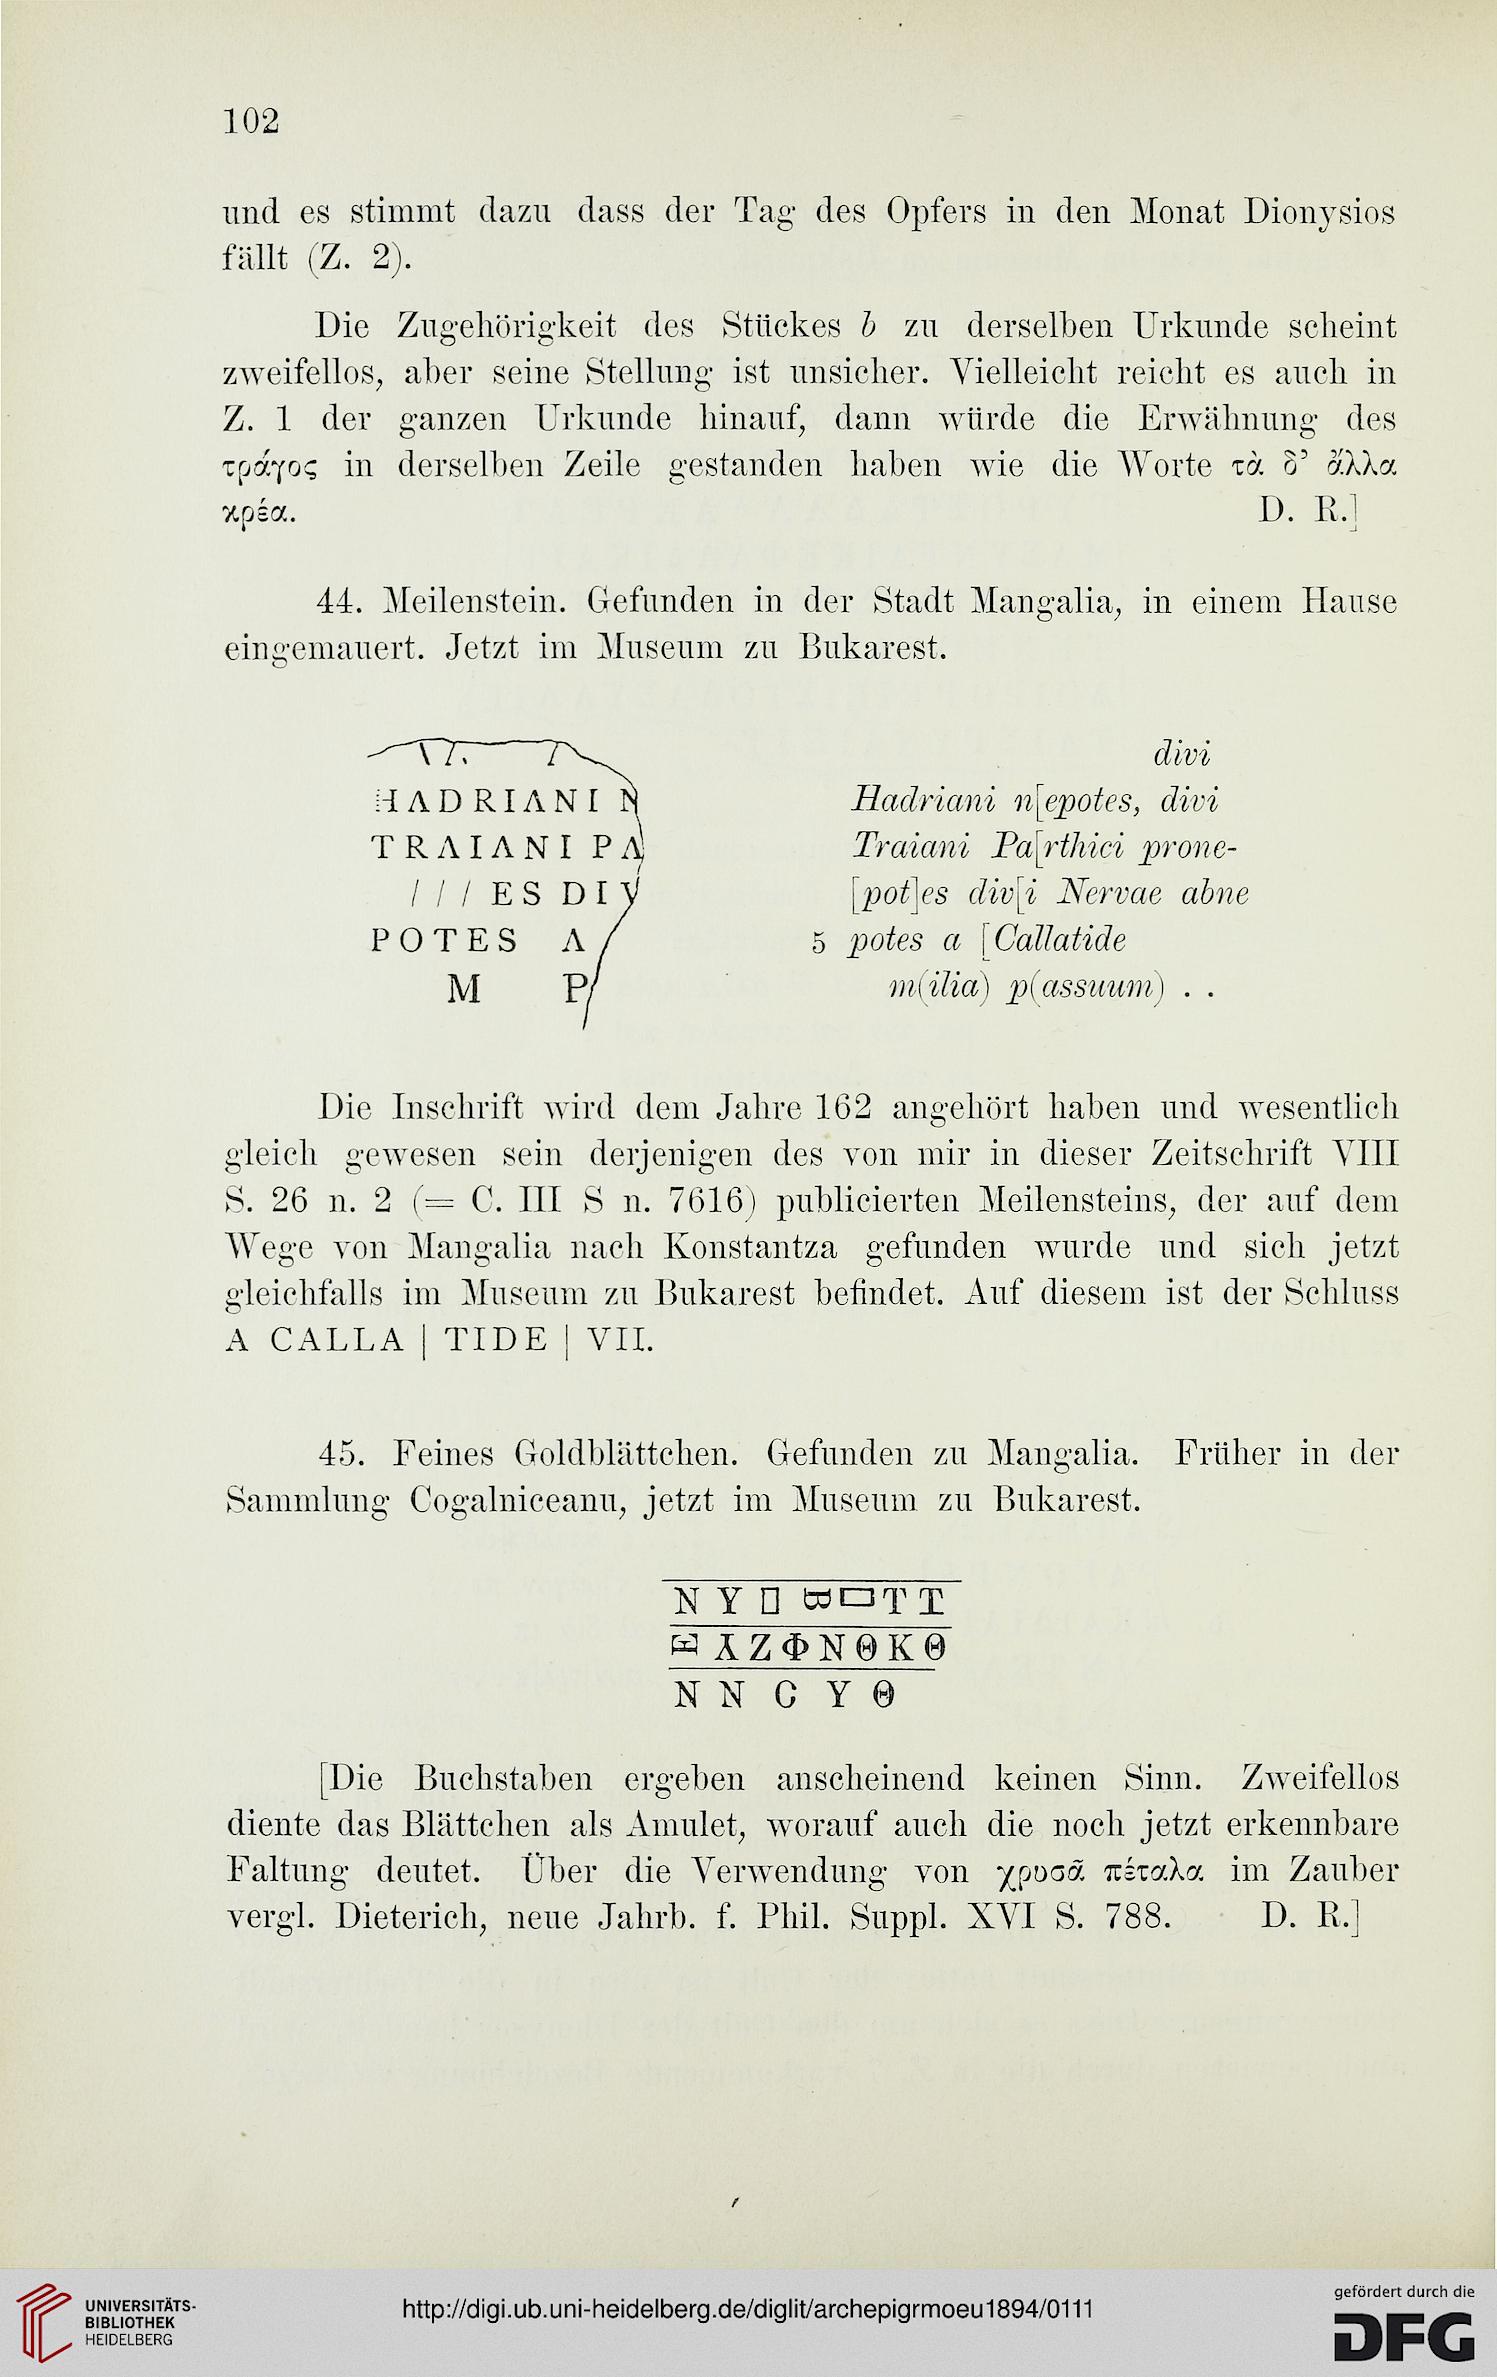 102
und es stimmt dazu dass der Tag des Opfers in den Monat Dionysios
fällt (Z. 2).
Die Zugehörigkeit des Stückes b zu derselben Urkunde scheint
zweifellos, aber seine Stellung ist unsicher. Vielleicht reicht es auch in
Z. 1 der ganzen Urkunde hinauf, dann würde die Erwähnung des
τράγος in derselben Zeile gestanden haben wie die Worte τὰ δ’ ἄλλα
κρέα. D. R.]
44. Meilenstein. Gefunden in der Stadt Mangalia, in einem Hause
eingemauert. Jetzt im Museum zu Bukarest.
HΛDRIΛNI N
TRΛIΛNI PΛ
/// ES DIV
POTES Λ
M P
divi
Hadriani n[epotes, divi
Traiani Pa[rthici prone-
[pot]es div[i Nervae abne
5 potes a [Callatide
m(ilia) p(assuum) . .
Die Inschrift wird dem Jahre 162 angehört haben und wesentlich
gleich gewesen sein derjenigen des von mir in dieser Zeitschrift VIII
S. 26 n. 2 (= C. III S n. 7616) publicierten Meilensteins, der auf dem
Wege von Mangalia nach Konstantza gefunden wurde und sich jetzt
gleichfalls im Museum zu Bukarest befindet. Auf diesem ist der Schluss
A CALLA | TIDE | VII.
45. Feines Goldblättchen. Gefunden zu Mangalia. Früher in der
Sammlung Cogalniceanu, jetzt im Museum zu Bukarest.
N Y T T
Z Φ N Θ K Θ
N N C Y Θ
[Die Buchstaben ergeben anscheinend keinen Sinn. Zweifellos
diente das Blättchen als Amulet, worauf auch die noch jetzt erkennbare
Faltung deutet. Über die Verwendung von χρυσᾶ πέταλα im Zauber
vergl. Dieterich, neue Jahrb. f. Phil. Suppl. XVI S. 788. D. R.]
UNIVERSITÄTS-
BIBLIOTHEK
HEIDELBERG
http://digi.ub.uni-heidelberg.de/diglit/archepigrmoeu1894/0111
gefördert durch die
DFG